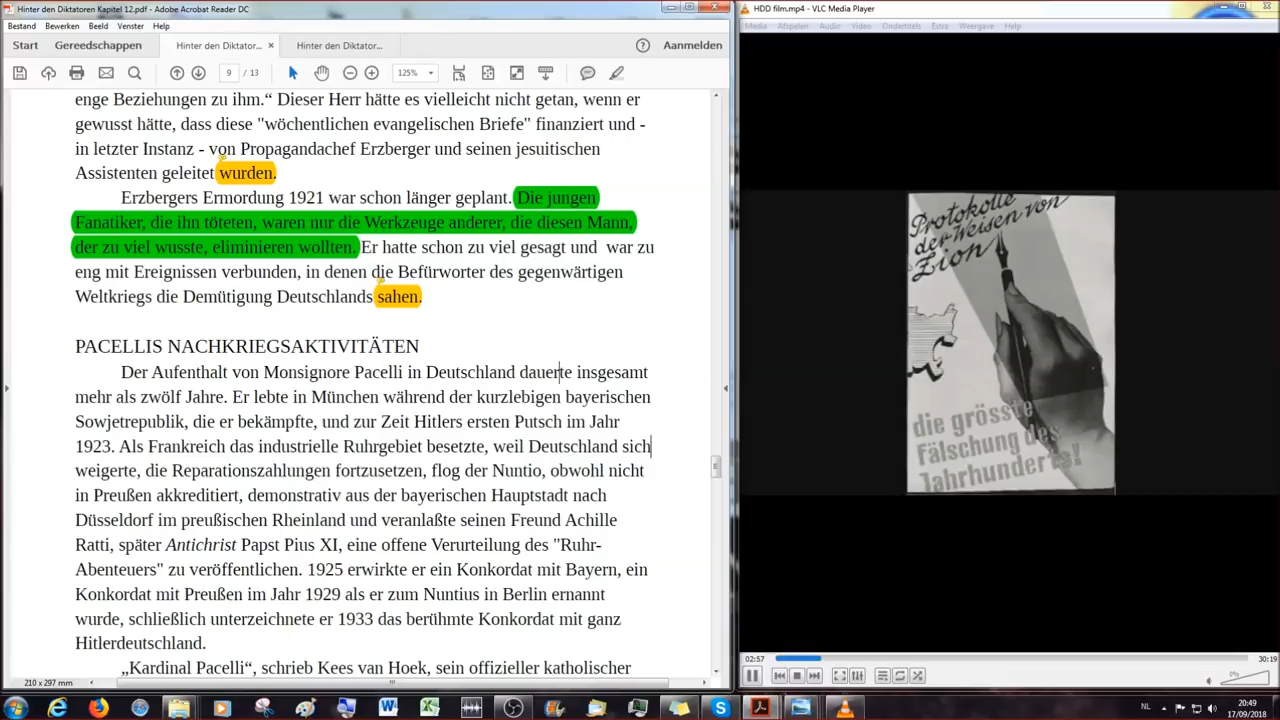 Hinter den Diktatoren Kapitel 12.pdf - Adobe Acrobat Reader DC
Bestand Bewerken Beeld Venster Help
Start Gereedschappen Hinter den Diktator... × Hinter den Diktator... Aanmelden
9 / 13 125%
enge Beziehungen zu ihm.“ Dieser Herr hätte es vielleicht nicht getan, wenn er
gewusst hätte, dass diese "wöchentlichen evangelischen Briefe" finanziert und -
in letzter Instanz - von Propagandachef Erzberger und seinen jesuitischen
Assistenten geleitet wurden.
Erzbergers Ermordung 1921 war schon länger geplant. Die jungen
Fanatiker, die ihn töteten, waren nur die Werkzeuge anderer, die diesen Mann,
der zu viel wusste, eliminieren wollten. Er hatte schon zu viel gesagt und war zu
eng mit Ereignissen verbunden, in denen die Befürworter des gegenwärtigen
Weltkriegs die Demütigung Deutschlands sahen.
PACELLIS NACHKRIEGSAKTIVITÄTEN
Der Aufenthalt von Monsignore Pacelli in Deutschland dauerte insgesamt
mehr als zwölf Jahre. Er lebte in München während der kurzlebigen bayerischen
Sowjetrepublik, die er bekämpfte, und zur Zeit Hitlers ersten Putsch im Jahr
1923. Als Frankreich das industrielle Ruhrgebiet besetzte, weil Deutschland sich
weigerte, die Reparationszahlungen fortzusetzen, flog der Nuntio, obwohl nicht
in Preußen akkreditiert, demonstrativ aus der bayerischen Hauptstadt nach
Düsseldorf im preußischen Rheinland und veranlaßte seinen Freund Achille
Ratti, später Antichrist Papst Pius XI, eine offene Verurteilung des "Ruhr-
Abenteuers" zu veröffentlichen. 1925 erwirkte er ein Konkordat mit Bayern, ein
Konkordat mit Preußen im Jahr 1929 als er zum Nuntius in Berlin ernannt
wurde, schließlich unterzeichnete er 1933 das berühmte Konkordat mit ganz
Hitlerdeutschland.
„Kardinal Pacelli“, schrieb Kees van Hoek, sein offizieller katholischer
210 x 297 mm
HDD film.mp4 - VLC Media Player
Media Afspelen Audio Video Ondertitels Extra Weergave Help
Protokolle
der Weisen von
Zion
die grösste
Fälschung des
Jahrhunderts!
02:57 30:19
0%
NL 20:49
17/09/2018